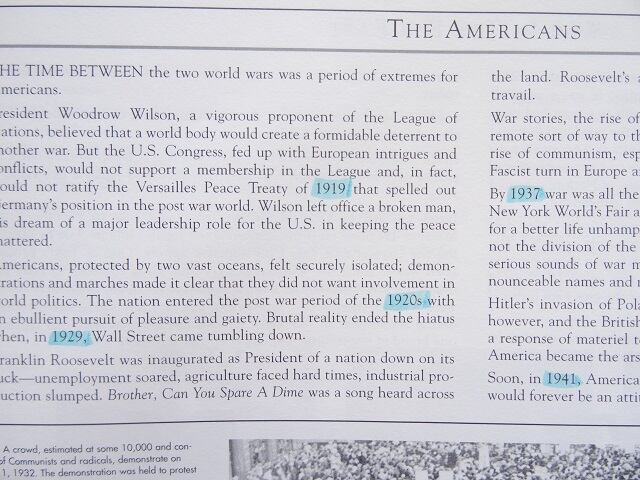 THE AMERICANS
HE TIME BETWEEN the two world wars was a period of extremes for
mericans.
resident Woodrow Wilson, a vigorous proponent of the League of
ations, believed that a world body would create a formidable deterrent to
nother war. But the U.S. Congress, fed up with European intrigues and
onflicts, would not support a membership in the League and, in fact,
ould not ratify the Versailles Peace Treaty of 1919 that spelled out
ermany's position in the post war world. Wilson left office a broken man,
is dream of a major leadership role for the U.S. in keeping the peace
hattered.
mericans, protected by two vast oceans, felt securely isolated; demon-
trations and marches made it clear that they did not want involvement in
orld politics. The nation entered the post war period of the 1920s with
n ebullient pursuit of pleasure and gaiety. Brutal reality ended the hiatus
hen, in 1929, Wall Street came tumbling down.
ranklin Roosevelt was inaugurated as President of a nation down on its
uck—unemployment soared, agriculture faced hard times, industrial pro-
uction slumped. Brother, Can You Spare A Dime was a song heard across
the land. Roosevelt's
travail.
War stories, the rise of
remote sort of way to th
rise of communism, esp
Fascist turn in Europe a
By 1937 war was all the
New York World's Fair a
for a better life unhamp
not the division of the
serious sounds of war m
nounceable names and
Hitler's invasion of Pola
however, and the British
a response of materiel t
America became the ars
Soon, in 1941, America
would forever be an atti
A crowd, estimated at some 10,000 and con-
of Communists and radicals, demonstrate on
1, 1932. The demonstration was held to protest